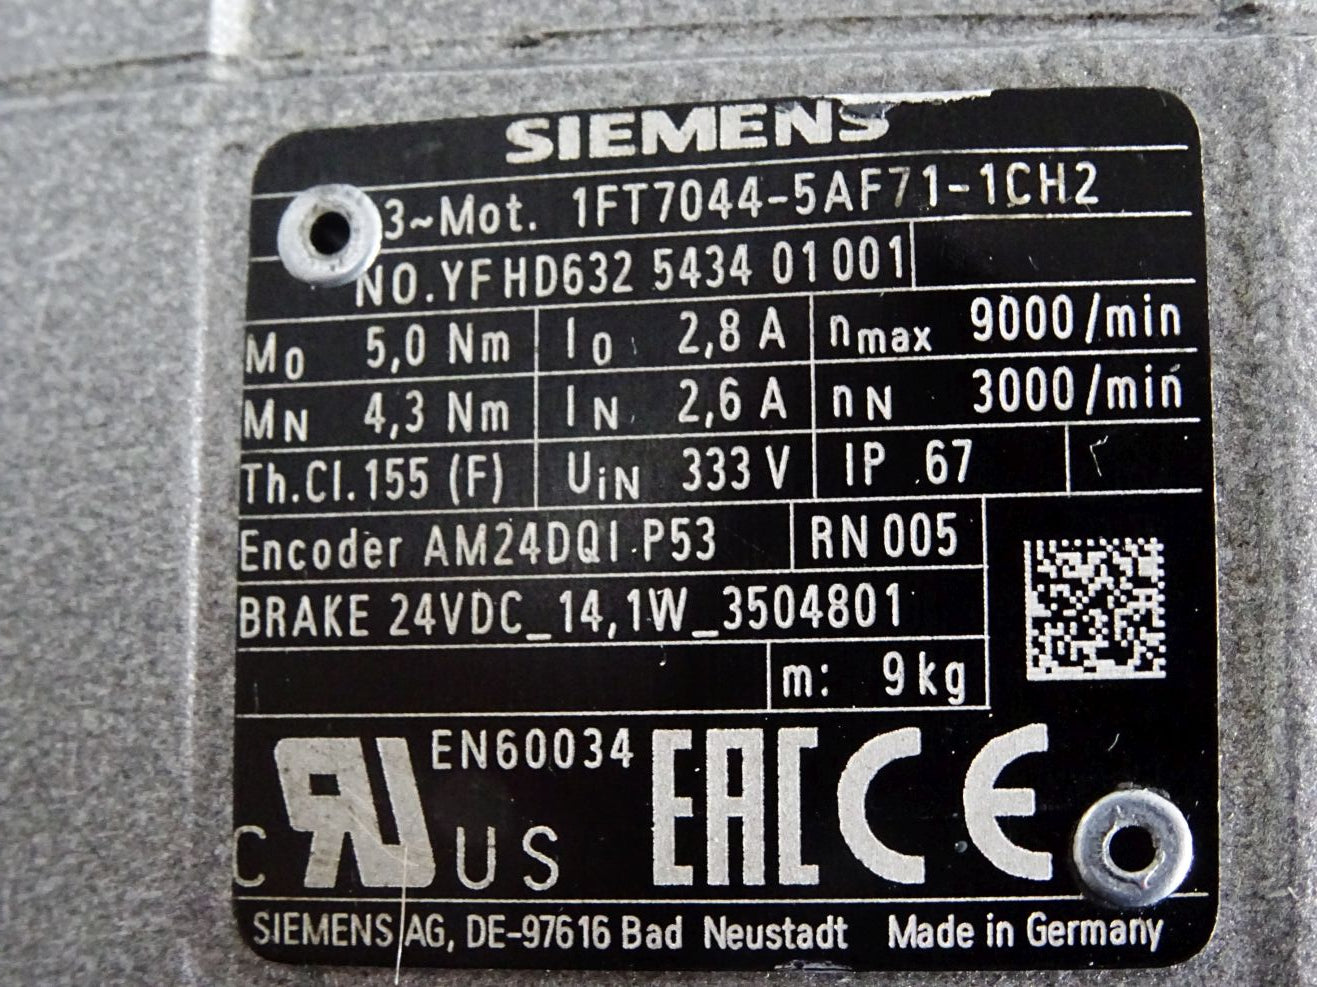 SIEMENS
3~Mot. 1FT7044-5AF71-1CH2
NO.YFHD632 5434 01 001
M0 5,0 Nm I0 2,8 A nmax 9000/min
MN 4,3 Nm IN 2,6 A nN 3000/min
Th.Cl.155 (F) UiN 333 V IP 67
Encoder AM24DQI P53 RN 005
BRAKE 24VDC_14,1W_3504801
m: 9 kg
EN60034
C RU US EAC CE
SIEMENS AG, DE-97616 Bad Neustadt Made in Germany